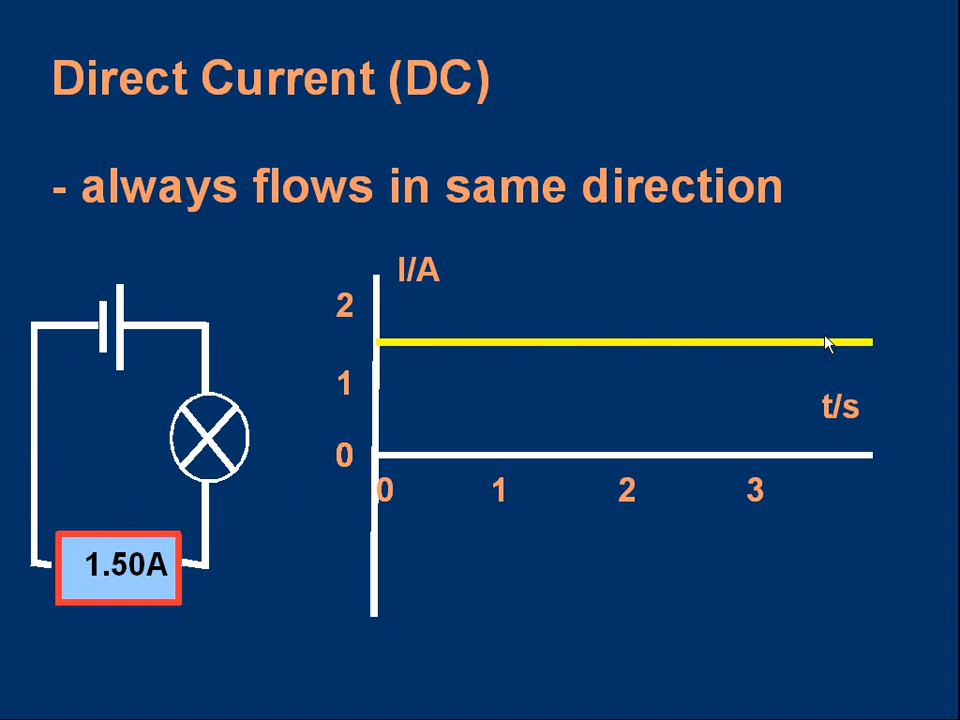 Direct Current (DC)
- always flows in same direction
I/A
2
1
t/s
0
0 1 2 3
1.50A